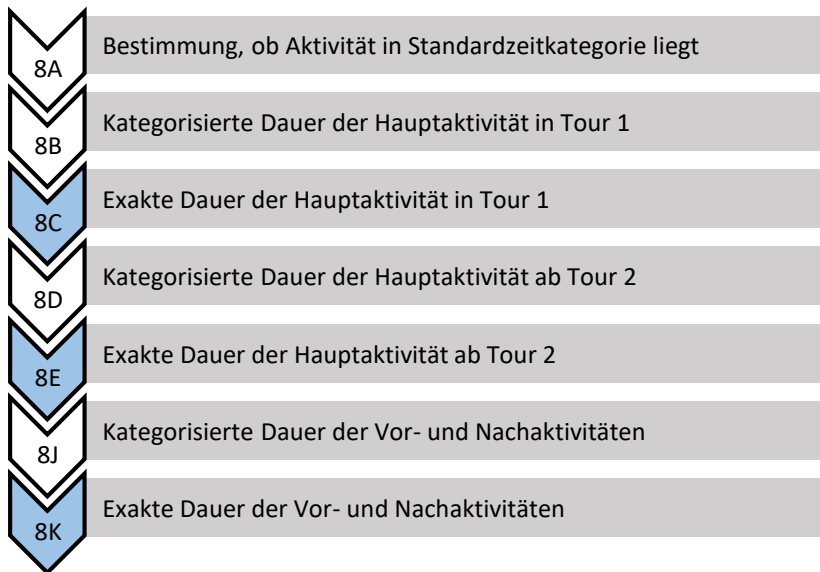 8A Bestimmung, ob Aktivität in Standardzeitkategorie liegt
8B Kategorisierte Dauer der Hauptaktivität in Tour 1
8C Exakte Dauer der Hauptaktivität in Tour 1
8D Kategorisierte Dauer der Hauptaktivität ab Tour 2
8E Exakte Dauer der Hauptaktivität ab Tour 2
8J Kategorisierte Dauer der Vor- und Nachaktivitäten
8K Exakte Dauer der Vor- und Nachaktivitäten